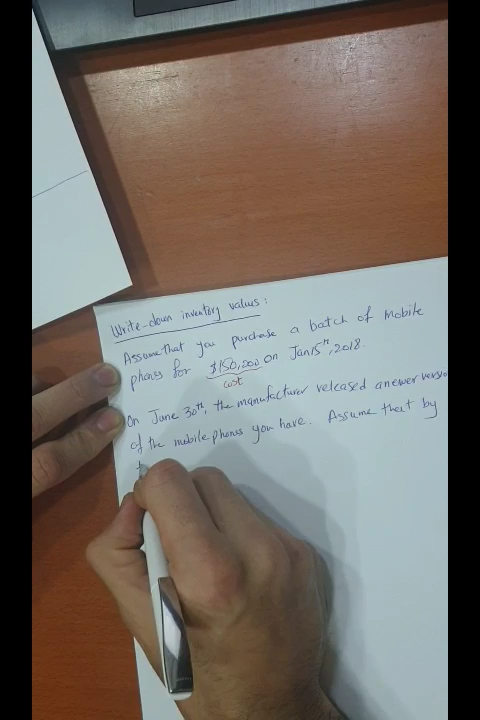 Write-down inventory values:
Assume that you purchase a batch of mobile
phones for $150,000 on Jan 15th, 2018.
cost
On June 30th, the manufacturer released a newer version
of the mobile phones you have. Assume that by